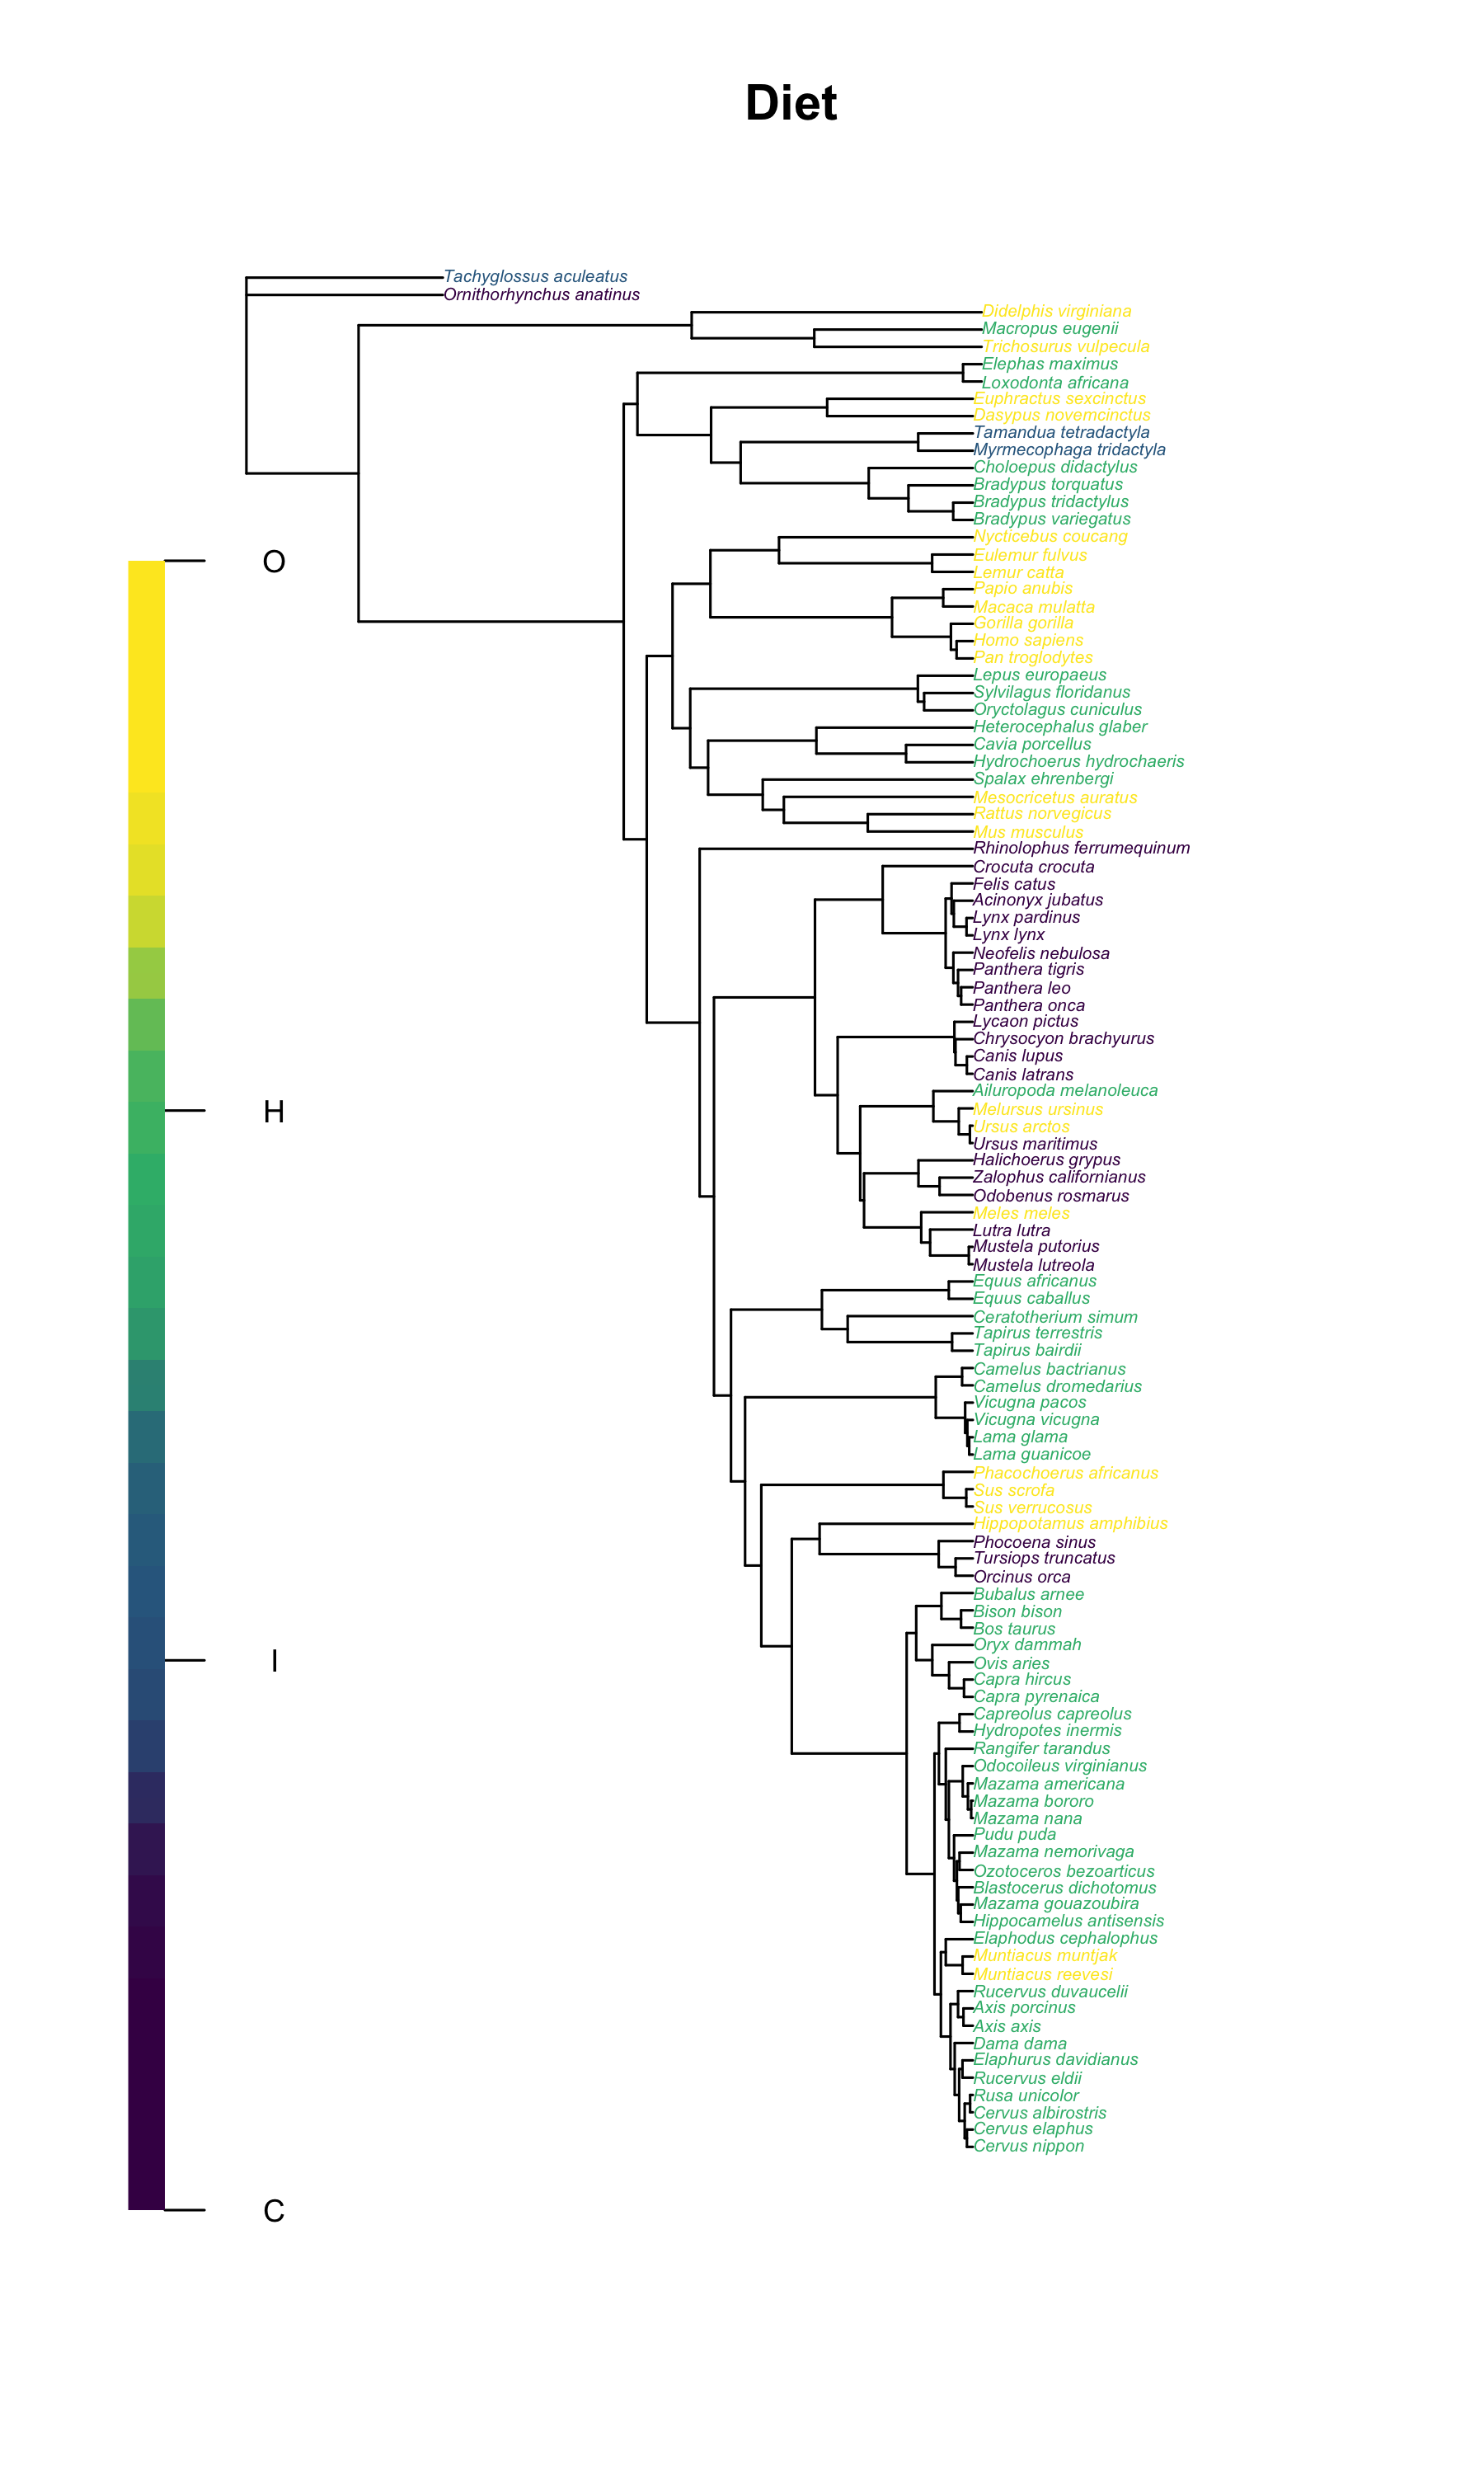 Diet
Tachyglossus aculeatus
Ornithorhynchus anatinus
Didelphis virginiana
Macropus eugenii
Trichosurus vulpecula
Elephas maximus
Loxodonta africana
Euphractus sexcinctus
Dasypus novemcinctus
Tamandua tetradactyla
Myrmecophaga tridactyla
Choloepus didactylus
Bradypus torquatus
Bradypus tridactylus
Bradypus variegatus
Nycticebus coucang
Eulemur fulvus
Lemur catta
Papio anubis
Macaca mulatta
Gorilla gorilla
Homo sapiens
Pan troglodytes
Lepus europaeus
Sylvilagus floridanus
Oryctolagus cuniculus
Heterocephalus glaber
Cavia porcellus
Hydrochoerus hydrochaeris
Spalax ehrenbergi
Mesocricetus auratus
Rattus norvegicus
Mus musculus
Rhinolophus ferrumequinum
Crocuta crocuta
Felis catus
Acinonyx jubatus
Lynx pardinus
Lynx lynx
Neofelis nebulosa
Panthera tigris
Panthera leo
Panthera onca
Lycaon pictus
Chrysocyon brachyurus
Canis lupus
Canis latrans
Ailuropoda melanoleuca
Melursus ursinus
Ursus arctos
Ursus maritimus
Halichoerus grypus
Zalophus californianus
Odobenus rosmarus
Meles meles
Lutra lutra
Mustela putorius
Mustela lutreola
Equus africanus
Equus caballus
Ceratotherium simum
Tapirus terrestris
Tapirus bairdii
Camelus bactrianus
Camelus dromedarius
Vicugna pacos
Vicugna vicugna
Lama glama
Lama guanicoe
Phacochoerus africanus
Sus scrofa
Sus verrucosus
Hippopotamus amphibius
Phocoena sinus
Tursiops truncatus
Orcinus orca
Bubalus arnee
Bison bison
Bos taurus
Oryx dammah
Ovis aries
Capra hircus
Capra pyrenaica
Capreolus capreolus
Hydropotes inermis
Rangifer tarandus
Odocoileus virginianus
Mazama americana
Mazama bororo
Mazama nana
Pudu puda
Mazama nemorivaga
Ozotoceros bezoarticus
Blastocerus dichotomus
Mazama gouazoubira
Hippocamelus antisensis
Elaphodus cephalophus
Muntiacus muntjak
Muntiacus reevesi
Rucervus duvaucelii
Axis porcinus
Axis axis
Dama dama
Elaphurus davidianus
Rucervus eldii
Rusa unicolor
Cervus albirostris
Cervus elaphus
Cervus nippon
O
H
I
C